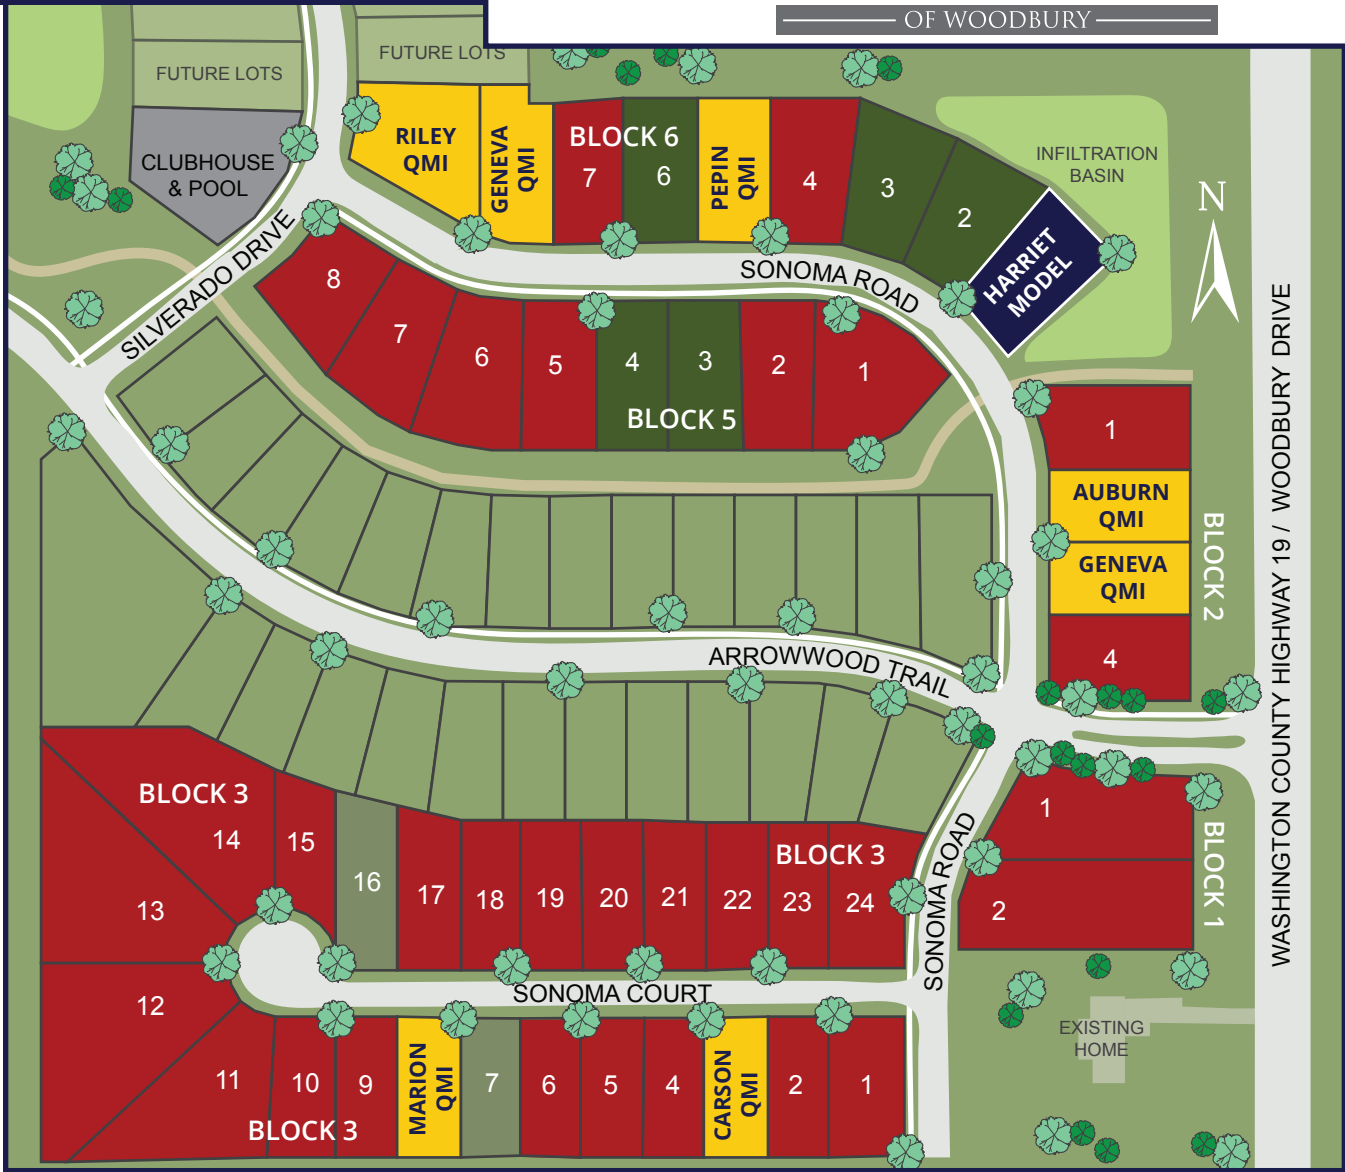 OF WOODBURY
FUTURE LOTS
FUTURE LOTS
CLUBHOUSE
& POOL
RILEY
QMI
GENEVA
QMI
BLOCK 6
7
6
PEPIN
QMI
4
3
2
HARRIET
MODEL
INFILTRATION
BASIN
N
SILVERADO DRIVE
SONOMA ROAD
8
7
6
5
4
3
2
1
BLOCK 5
1
AUBURN
QMI
GENEVA
QMI
4
BLOCK 2
WASHINGTON COUNTY HIGHWAY 19 / WOODBURY DRIVE
ARROWWOOD TRAIL
BLOCK 3
14
15
16
13
17
18
19
20
21
22
23
24
BLOCK 3
SONOMA ROAD
1
2
BLOCK 1
12
SONOMA COURT
11
10
9
BLOCK 3
MARION
QMI
7
6
5
4
CARSON
QMI
2
1
EXISTING
HOME